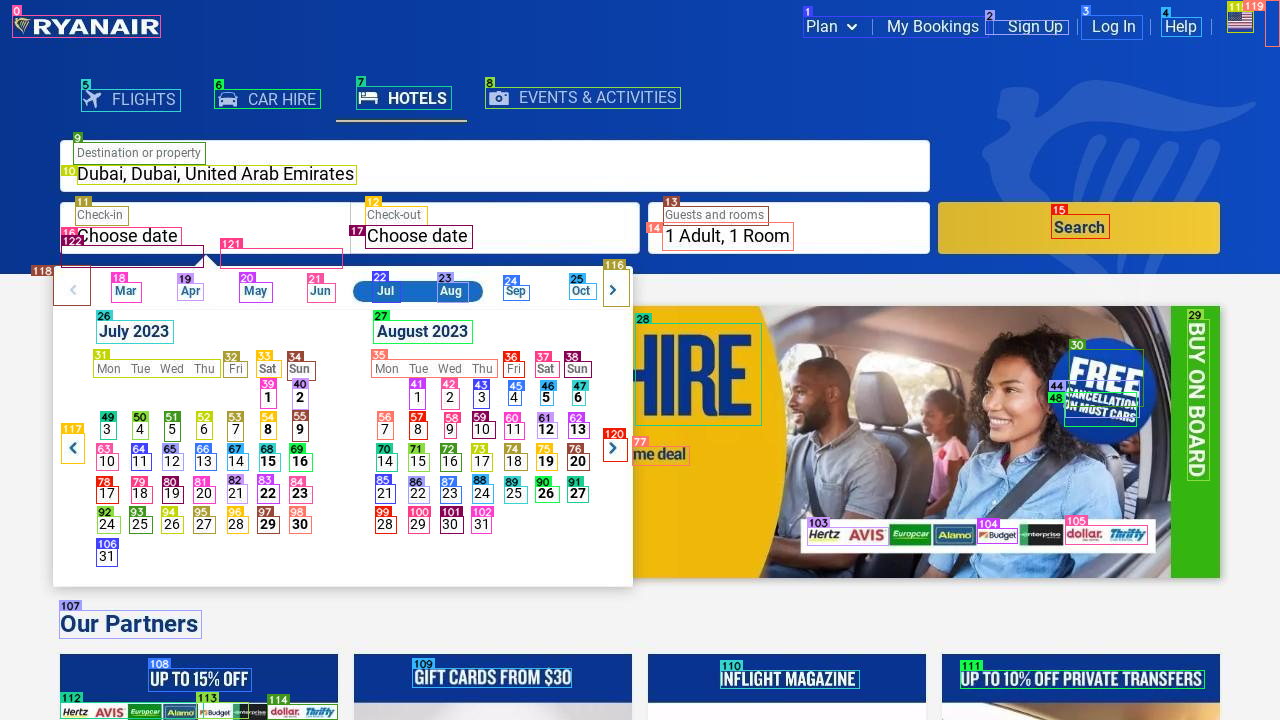 RYANAIR
Plan
My Bookings
Sign Up
Log In
Help
FLIGHTS
CAR HIRE
HOTELS
EVENTS & ACTIVITIES
Destination or property
Dubai, Dubai, United Arab Emirates
Check-in
Choose date
Check-out
Choose date
Guests and rooms
1 Adult, 1 Room
Search
Mar Apr May Jun Jul Aug Sep Oct
July 2023
Mon Tue Wed Thu Fri Sat Sun
1 2
3 4 5 6 7 8 9
10 11 12 13 14 15 16
17 18 19 20 21 22 23
24 25 26 27 28 29 30
31
August 2023
Mon Tue Wed Thu Fri Sat Sun
1 2 3 4 5 6
7 8 9 10 11 12 13
14 15 16 17 18 19 20
21 22 23 24 25 26 27
28 29 30 31
HIRE
me deal
FREE
CANCELLATION
ON MOST CARS
BUY ON BOARD
Hertz AVIS Europcar Alamo Budget enterprise dollar. Thrifty
Our Partners
UP TO 15% OFF
Hertz AVIS Europcar Alamo Budget enterprise dollar. Thrifty
GIFT CARDS FROM $30
INFLIGHT MAGAZINE
UP TO 10% OFF PRIVATE TRANSFERS